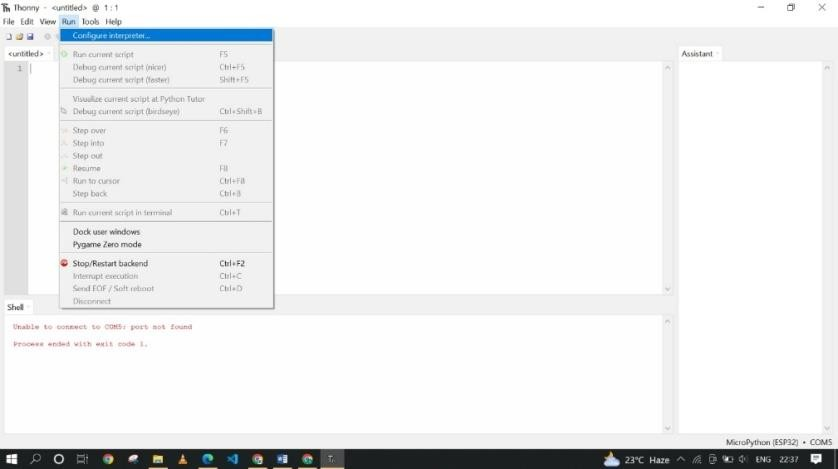 Thonny - <untitled> @ 1 : 1
File Edit View Run Tools Help
Configure interpreter...
<untitled>
Run current script F5
Debug current script (nicer) Ctrl+F5
Debug current script (faster) Shift+F5
Visualize current script at Python Tutor
Debug current script (birdseye) Ctrl+Shift+B
Step over F6
Step into F7
Step out
Resume F8
Run to cursor Ctrl+F8
Step back Ctrl+B
Run current script in terminal Ctrl+T
Dock user windows
Pygame Zero mode
Stop/Restart backend Ctrl+F2
Interrupt execution Ctrl+C
Send EOF / Soft reboot Ctrl+D
Disconnect
1
Assistant
Shell
Unable to connect to COM5: port not found
Process ended with exit code 1.
MicroPython (ESP32) • COM5
23°C Haze ENG 22:37